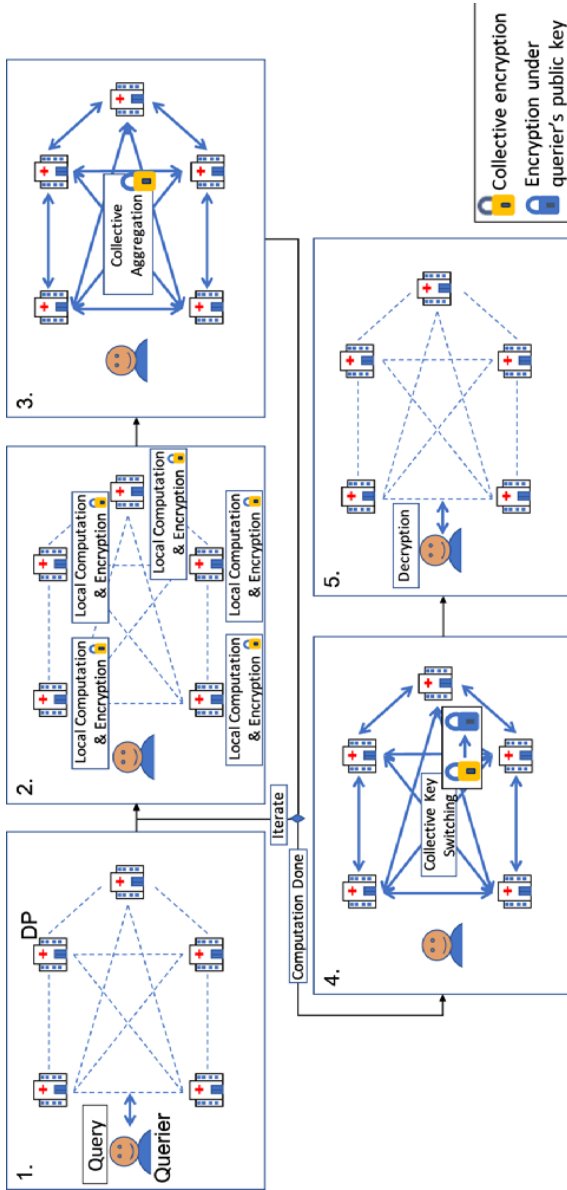 1.
DP
Query
Querier
2.
Local Computation
& Encryption
Local Computation
& Encryption
Local Computation
& Encryption
Local Computation
& Encryption
Local Computation
& Encryption
3.
Collective
Aggregation
Iterate
Computation Done
4.
Collective Key
Switching
5.
Decryption
Collective encryption
Encryption under
querier's public key